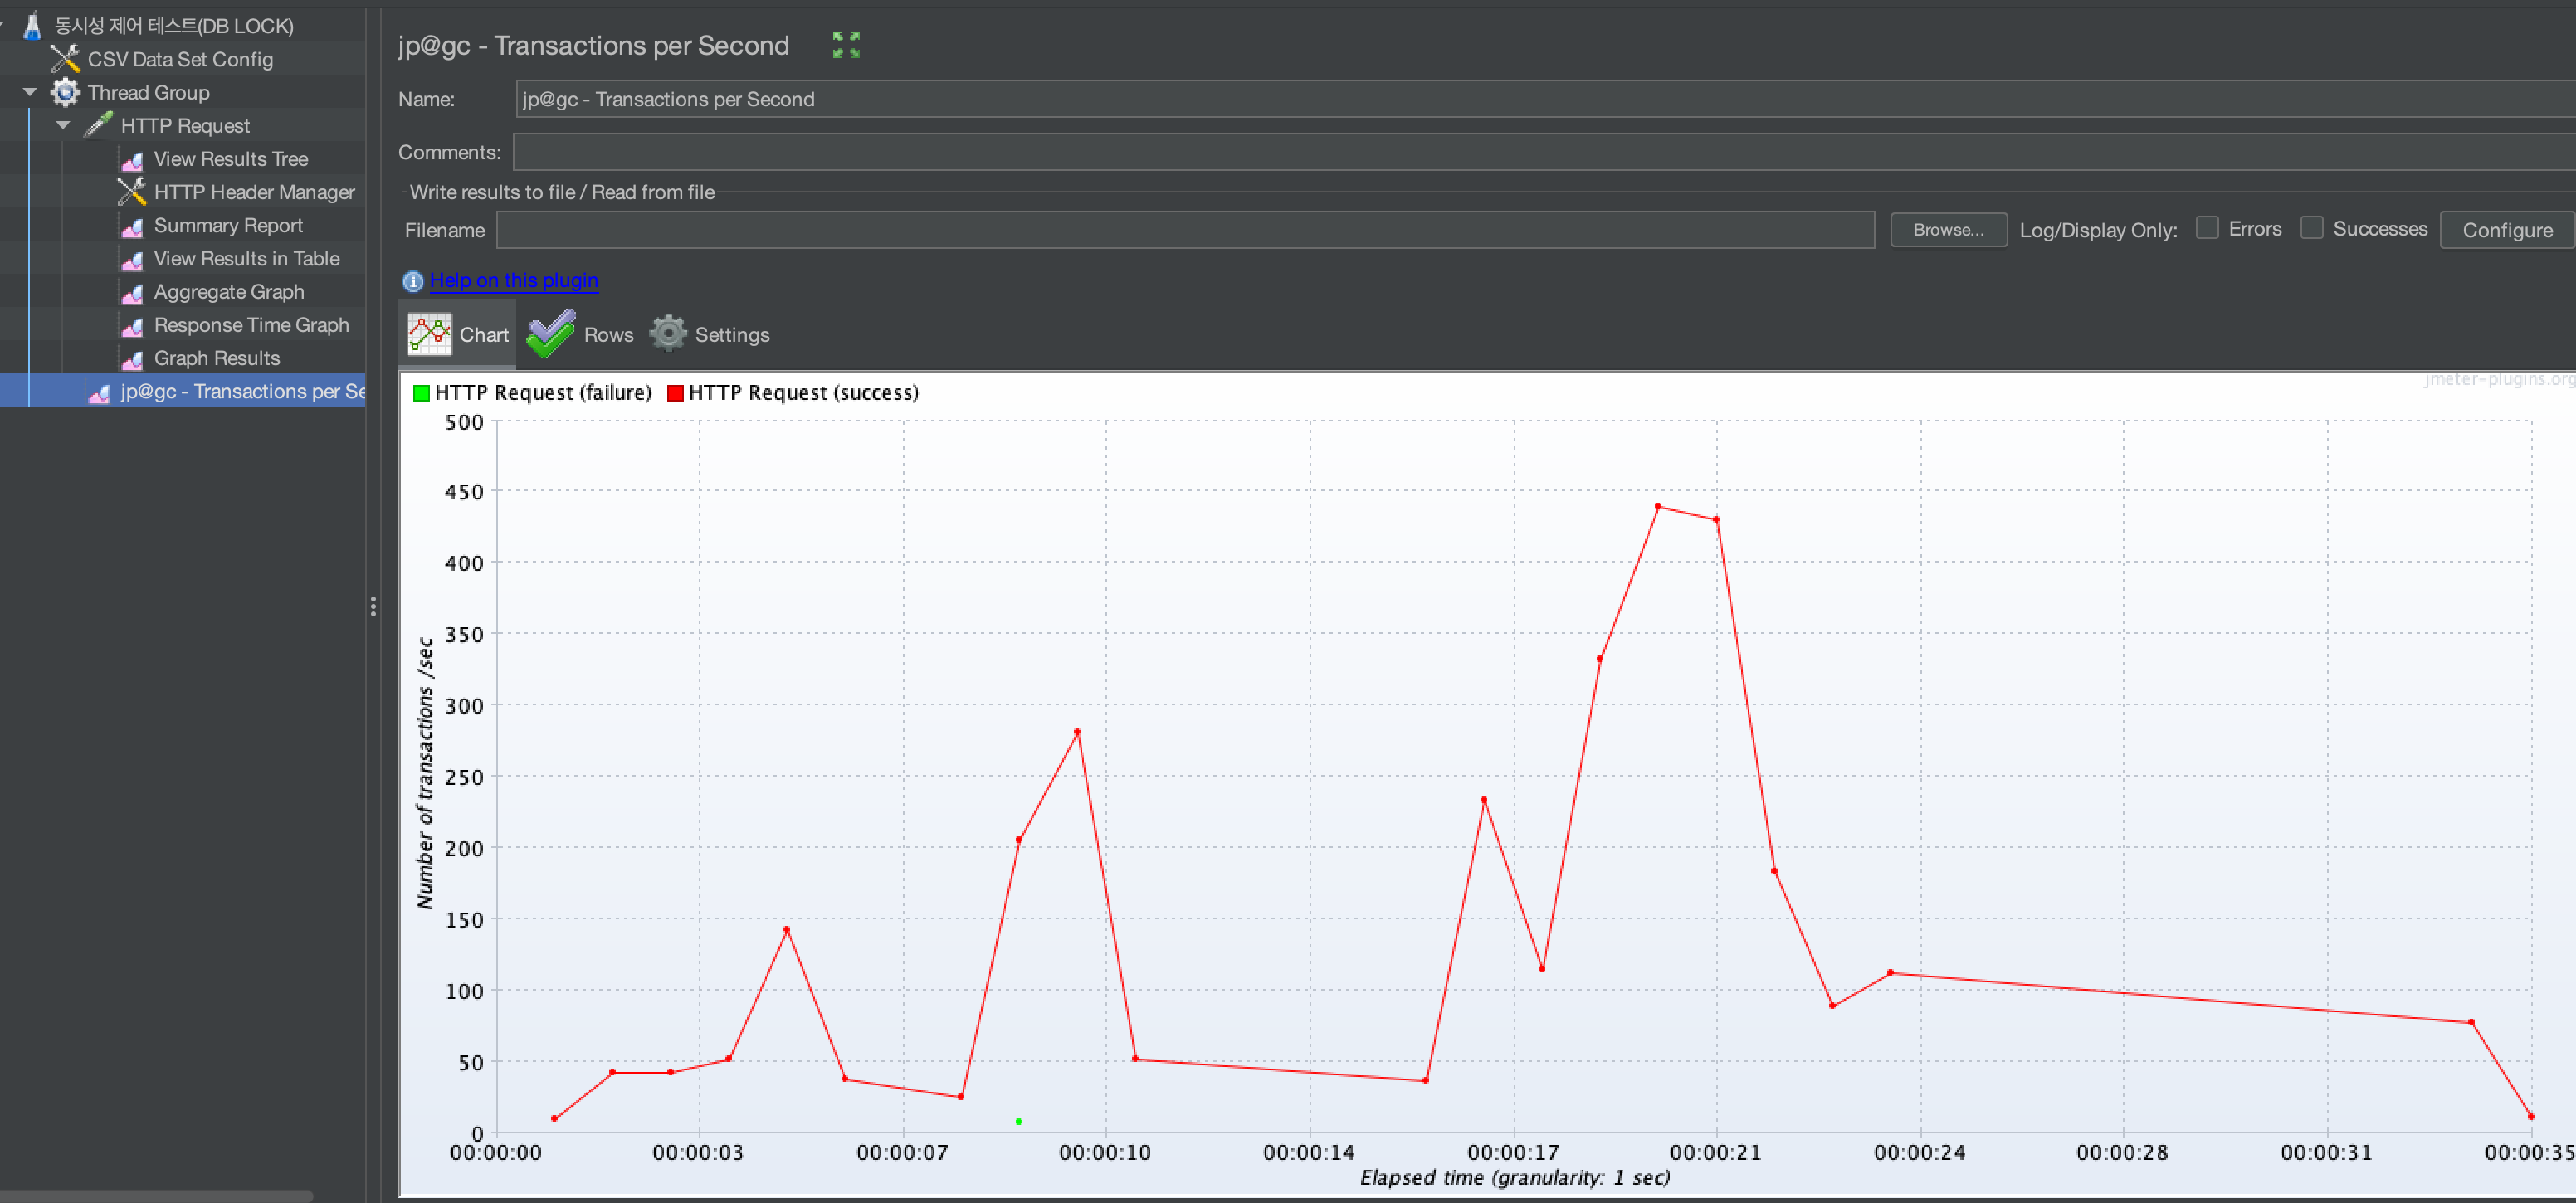 동시성 제어 테스트(DB LOCK)
CSV Data Set Config
Thread Group
HTTP Request
View Results Tree
HTTP Header Manager
Summary Report
View Results in Table
Aggregate Graph
Response Time Graph
Graph Results
jp@gc - Transactions per Se
jp@gc - Transactions per Second
Name: jp@gc - Transactions per Second
Comments:
Write results to file / Read from file
Filename Browse... Log/Display Only: Errors Successes Configure
Help on this plugin
Chart Rows Settings
HTTP Request (failure) HTTP Request (success)
jmeter-plugins.org
Number of transactions /sec
500
450
400
350
300
250
200
150
100
50
0
00:00:00 00:00:03 00:00:07 00:00:10 00:00:14 00:00:17 00:00:21 00:00:24 00:00:28 00:00:31 00:00:35
Elapsed time (granularity: 1 sec)